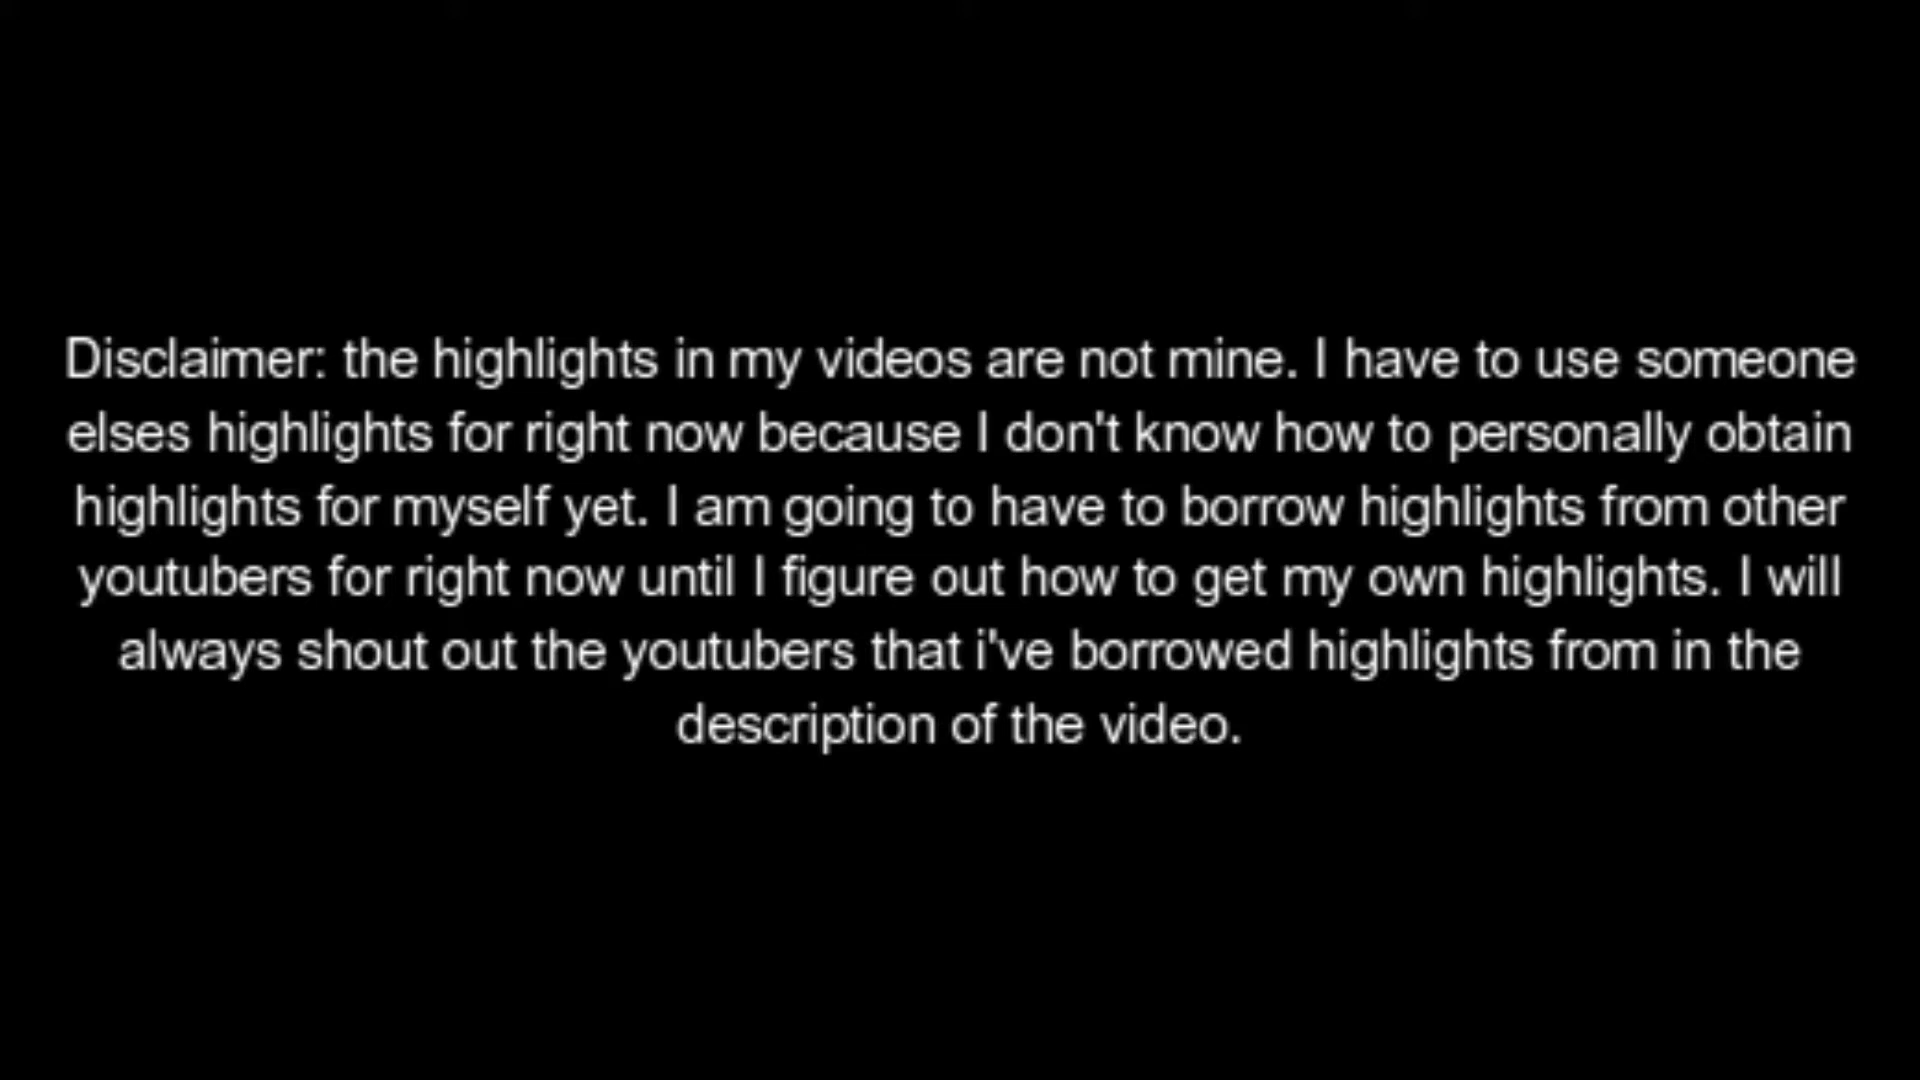 Disclaimer: the highlights in my videos are not mine. I have to use someone
elses highlights for right now because I don't know how to personally obtain
highlights for myself yet. I am going to have to borrow highlights from other
youtubers for right now until I figure out how to get my own highlights. I will
always shout out the youtubers that i've borrowed highlights from in the
description of the video.